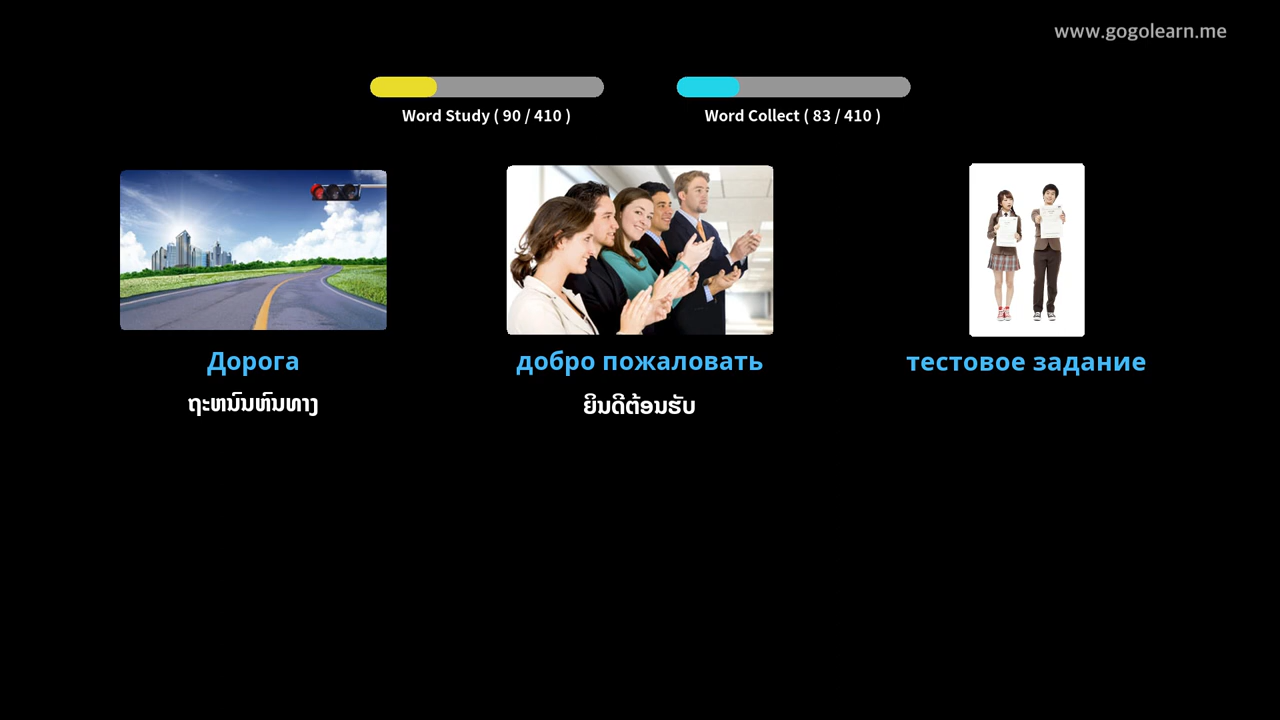 www.gogolearn.me
Word Study ( 90 / 410 )
Word Collect ( 83 / 410 )
Дорога
ຖະຫນົນຫົນທາງ
добро пожаловать
ຍິນດີຕ້ອນຮັບ
тестовое задание